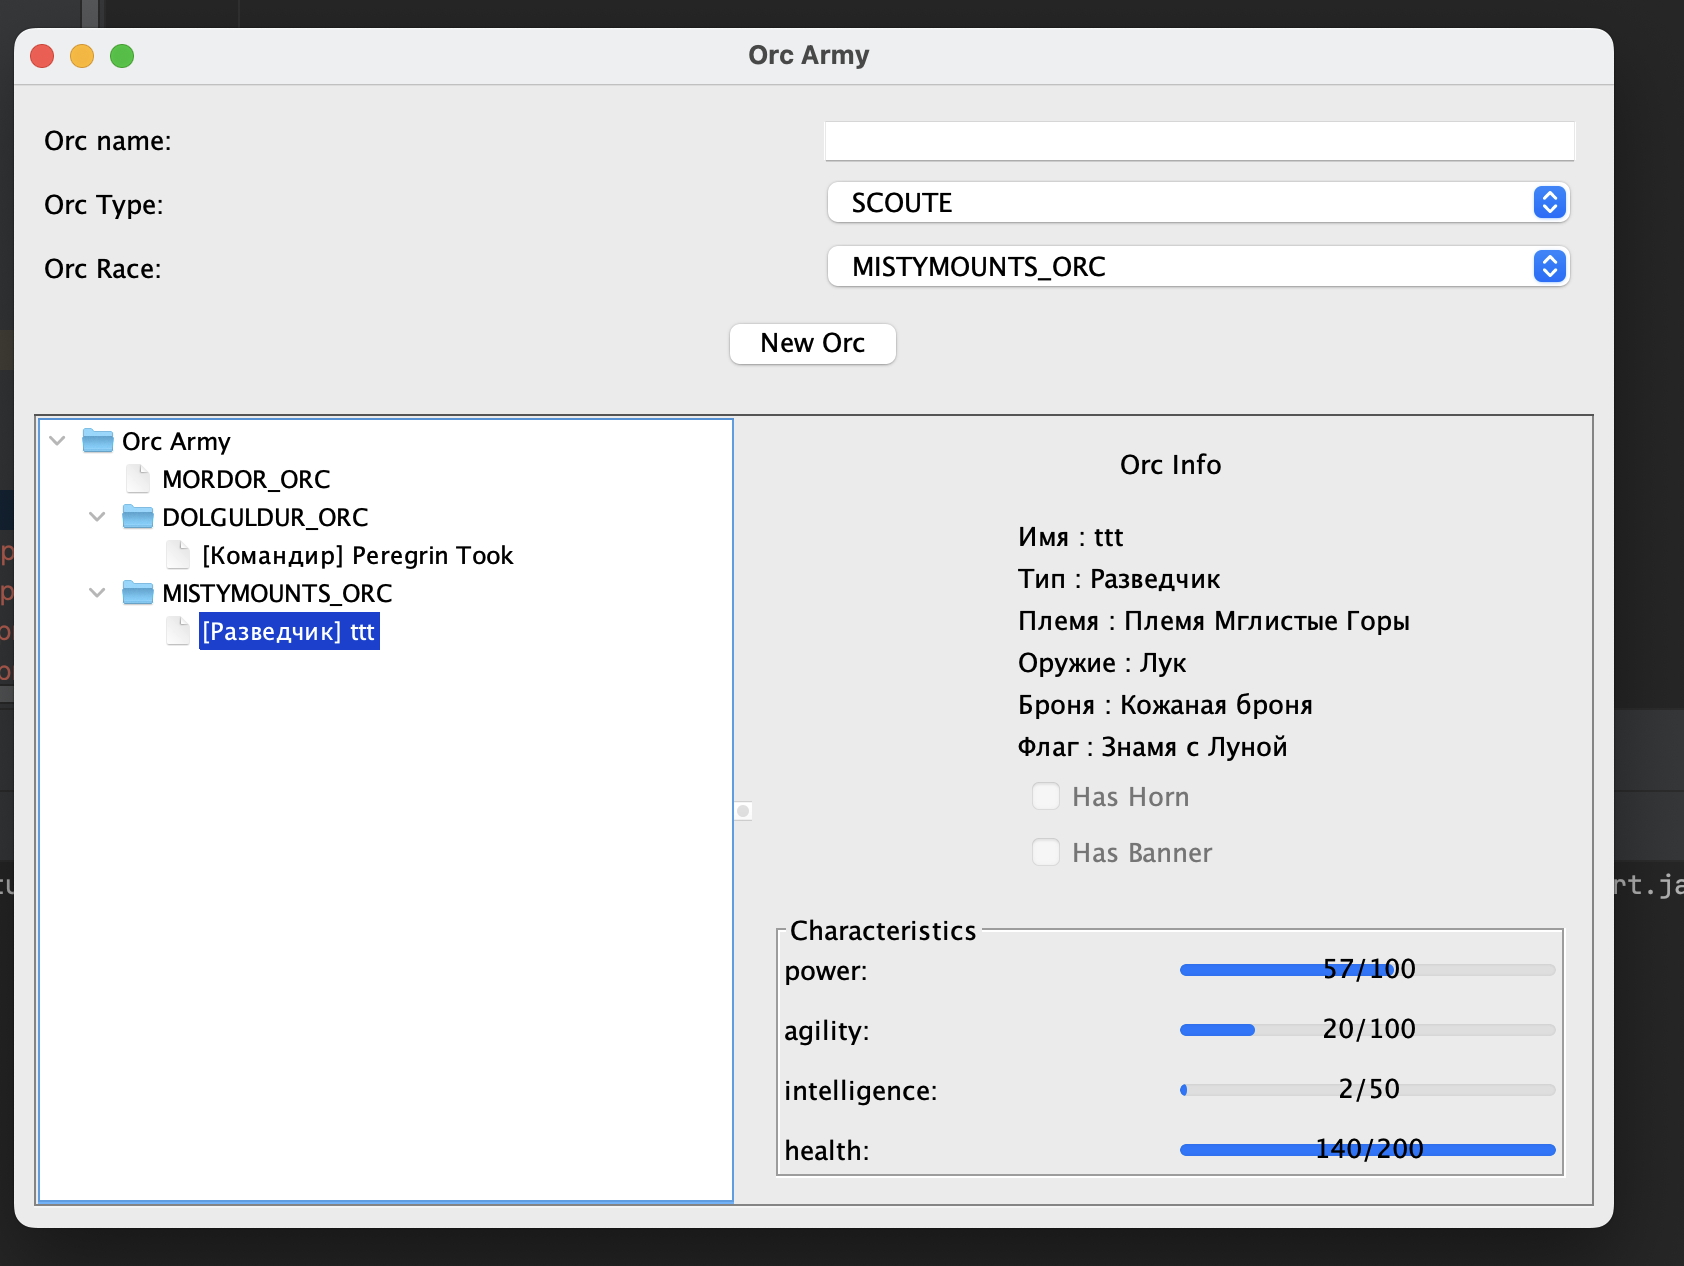 Orc Army
Orc name:
Orc Type:
SCOUTE
Orc Race:
MISTYMOUNTS_ORC
New Orc
Orc Army
MORDOR_ORC
DOLGULDUR_ORC
[Командир] Peregrin Took
MISTYMOUNTS_ORC
[Разведчик] ttt
Orc Info
Имя : ttt
Тип : Разведчик
Племя : Племя Мглистые Горы
Оружие : Лук
Броня : Кожаная броня
Флаг : Знамя с Луной
Has Horn
Has Banner
Characteristics
power:
57/100
agility:
20/100
intelligence:
2/50
health:
140/200
rt.ja